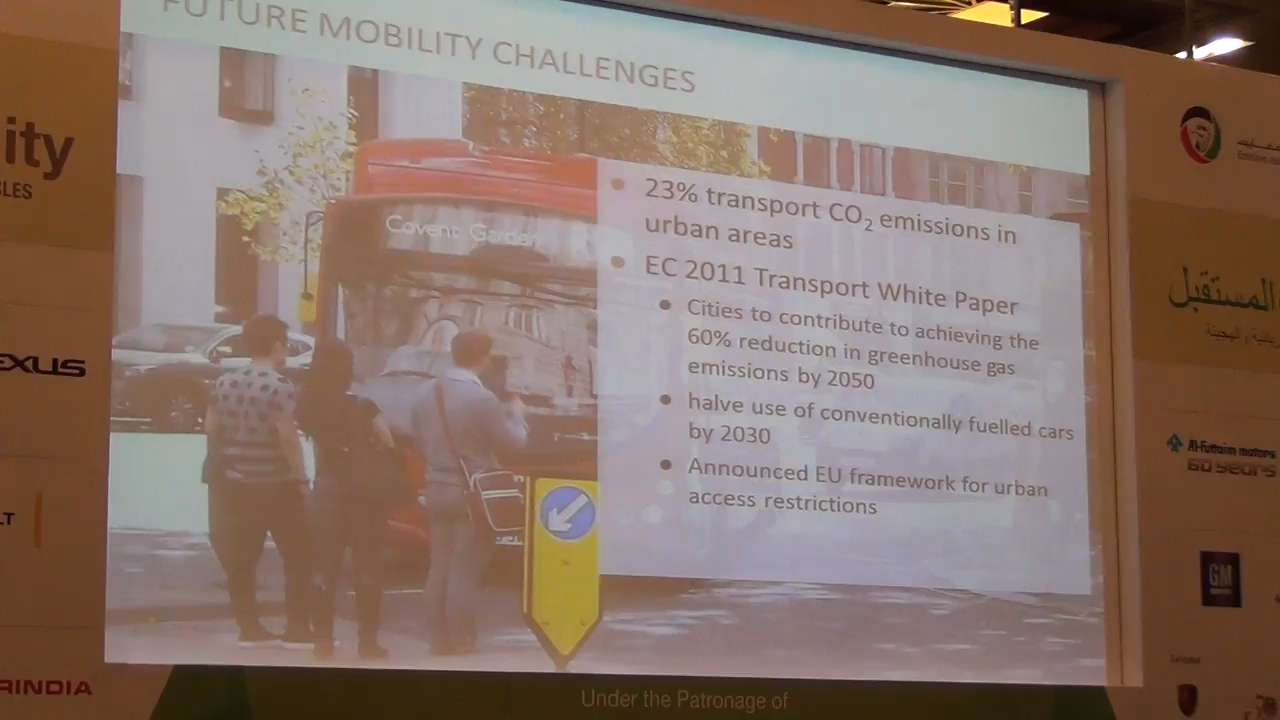 FUTURE MOBILITY CHALLENGES
ity
LES
EXUS
LT
RINDIA
Covent Garden
23% transport CO₂ emissions in
urban areas
EC 2011 Transport White Paper
Cities to contribute to achieving the
60% reduction in greenhouse gas
emissions by 2050
halve use of conventionally fuelled cars
by 2030
Announced EU framework for urban
access restrictions
المستقبل
Al-Futtaim motors
60 years
GM
Under the Patronage of